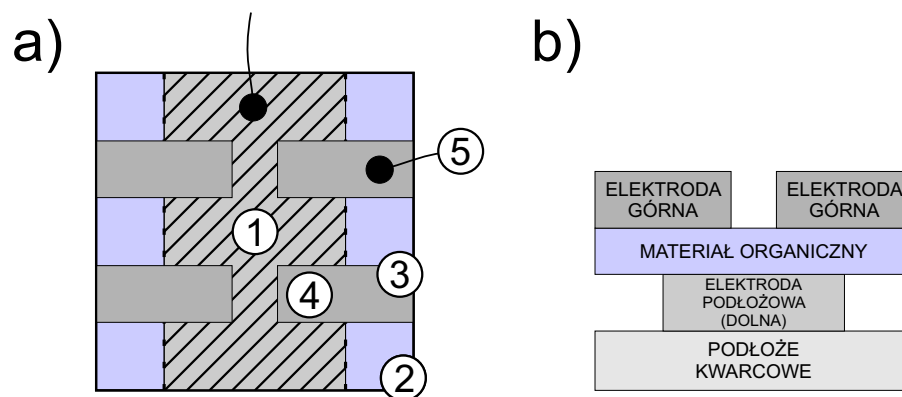 a)
b)
5
1
3
4
2
ELEKTRODA
GÓRNA
ELEKTRODA
GÓRNA
MATERIAŁ ORGANICZNY
ELEKTRODA
PODŁOŻOWA
(DOLNA)
PODŁOŻE
KWARCOWE